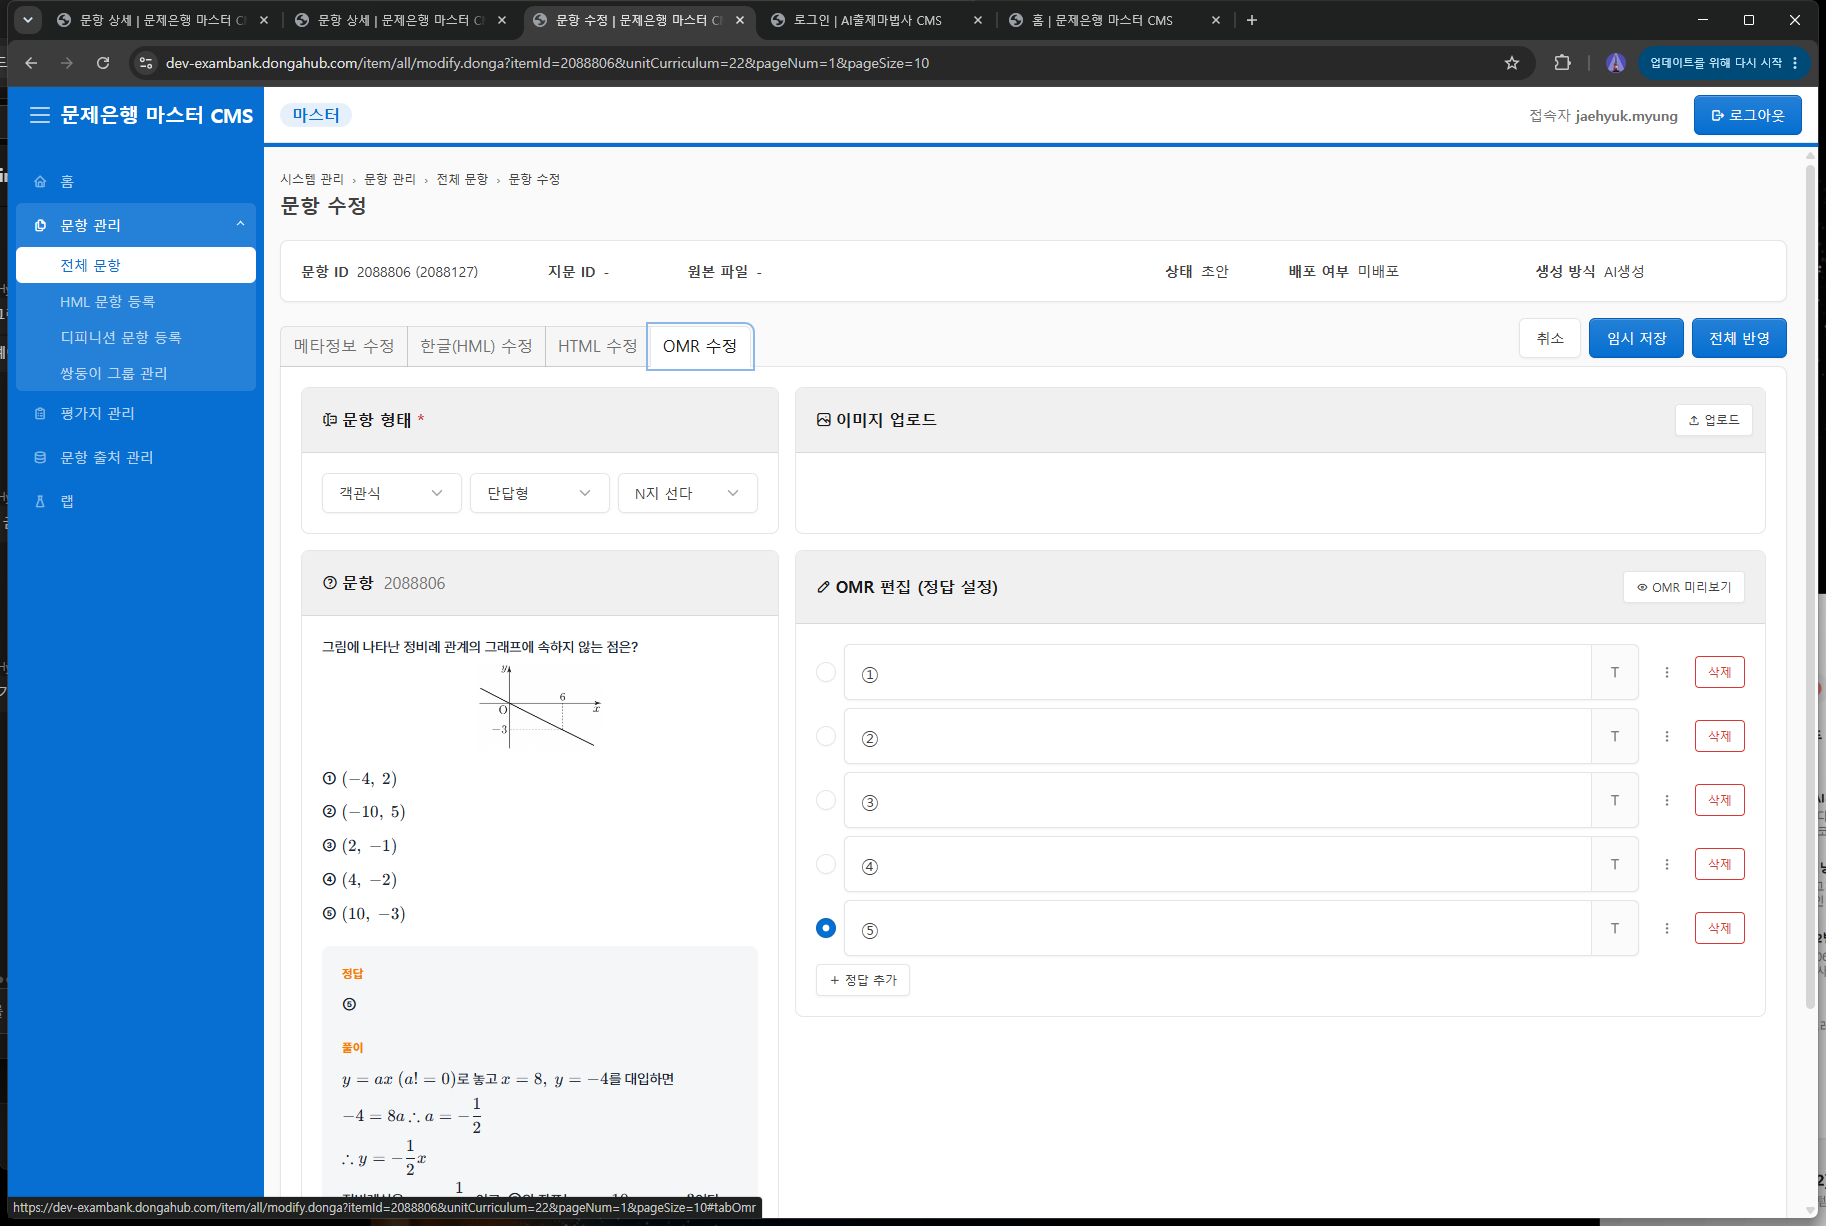 문항 상세 | 문제은행 마스터 C
문항 상세 | 문제은행 마스터 C
문항 수정 | 문제은행 마스터 C
로그인 | AI출제마법사 CMS
홈 | 문제은행 마스터 CMS
dev-exambank.dongahub.com/item/all/modify.donga?itemId=2088806&unitCurriculum=22&pageNum=1&pageSize=10
업데이트를 위해 다시 시작
문제은행 마스터 CMS
마스터
접속자 jaehyuk.myung
로그아웃
홈
문항 관리
전체 문항
HML 문항 등록
디피니션 문항 등록
쌍둥이 그룹 관리
평가지 관리
문항 출처 관리
랩
시스템 관리 › 문항 관리 › 전체 문항 › 문항 수정
문항 수정
문항 ID 2088806 (2088127)
지문 ID -
원본 파일 -
상태 초안
배포 여부 미배포
생성 방식 AI생성
메타정보 수정
한글(HML) 수정
HTML 수정
OMR 수정
취소
임시 저장
전체 반영
문항 형태 *
객관식
단답형
N지 선다
이미지 업로드
업로드
문항 2088806
그림에 나타난 정비례 관계의 그래프에 속하지 않는 점은?
y
6
O
x
−3
① (−4, 2)
② (−10, 5)
③ (2, −1)
④ (4, −2)
⑤ (10, −3)
정답
⑤
풀이
y = ax (a! = 0)로 놓고 x = 8, y = −4를 대입하면
−4 = 8a ∴ a = −1/2
∴ y = −1/2x
OMR 편집 (정답 설정)
OMR 미리보기
① T 삭제
② T 삭제
③ T 삭제
④ T 삭제
⑤ T 삭제
+ 정답 추가
https://dev-exambank.dongahub.com/item/all/modify.donga?itemId=2088806&unitCurriculum=22&pageNum=1&pageSize=10#tabOmr